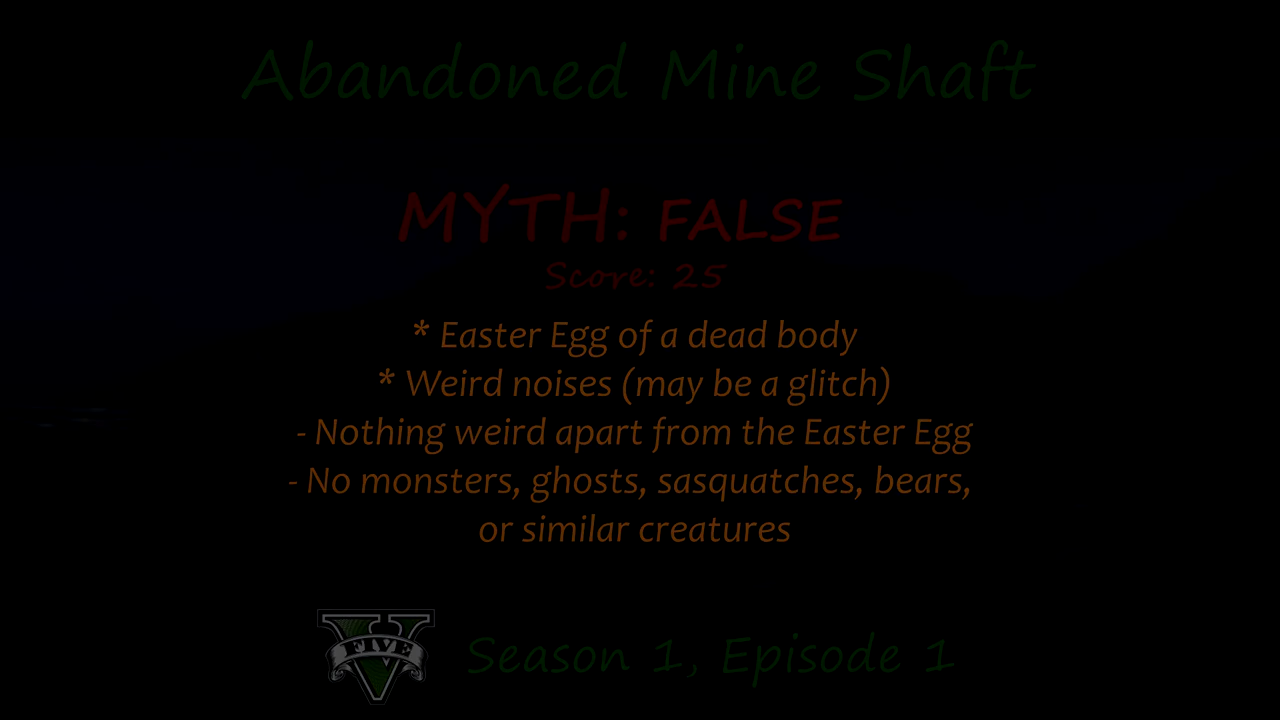 Abandoned Mine Shaft
MYTH: FALSE
Score: 25
* Easter Egg of a dead body
* Weird noises (may be a glitch)
- Nothing weird apart from the Easter Egg
- No monsters, ghosts, sasquatches, bears,
or similar creatures
V
FIVE
Season 1, Episode 1